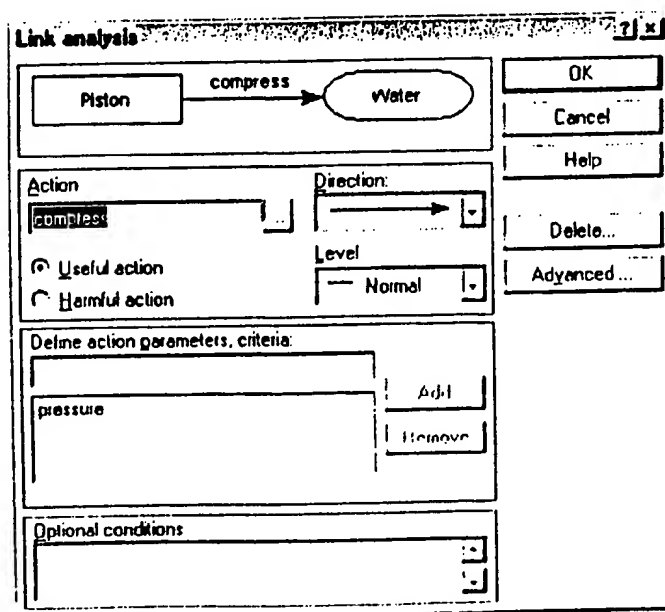 Link analysis
Piston
compress
Water
OK
Cancel
Help
Action
Direction:
compless
...
Useful action
Harmful action
Level
Normal
Delete...
Advanced ...
Define action parameters, criteria:
pressure
Add
Remove
Optional conditions